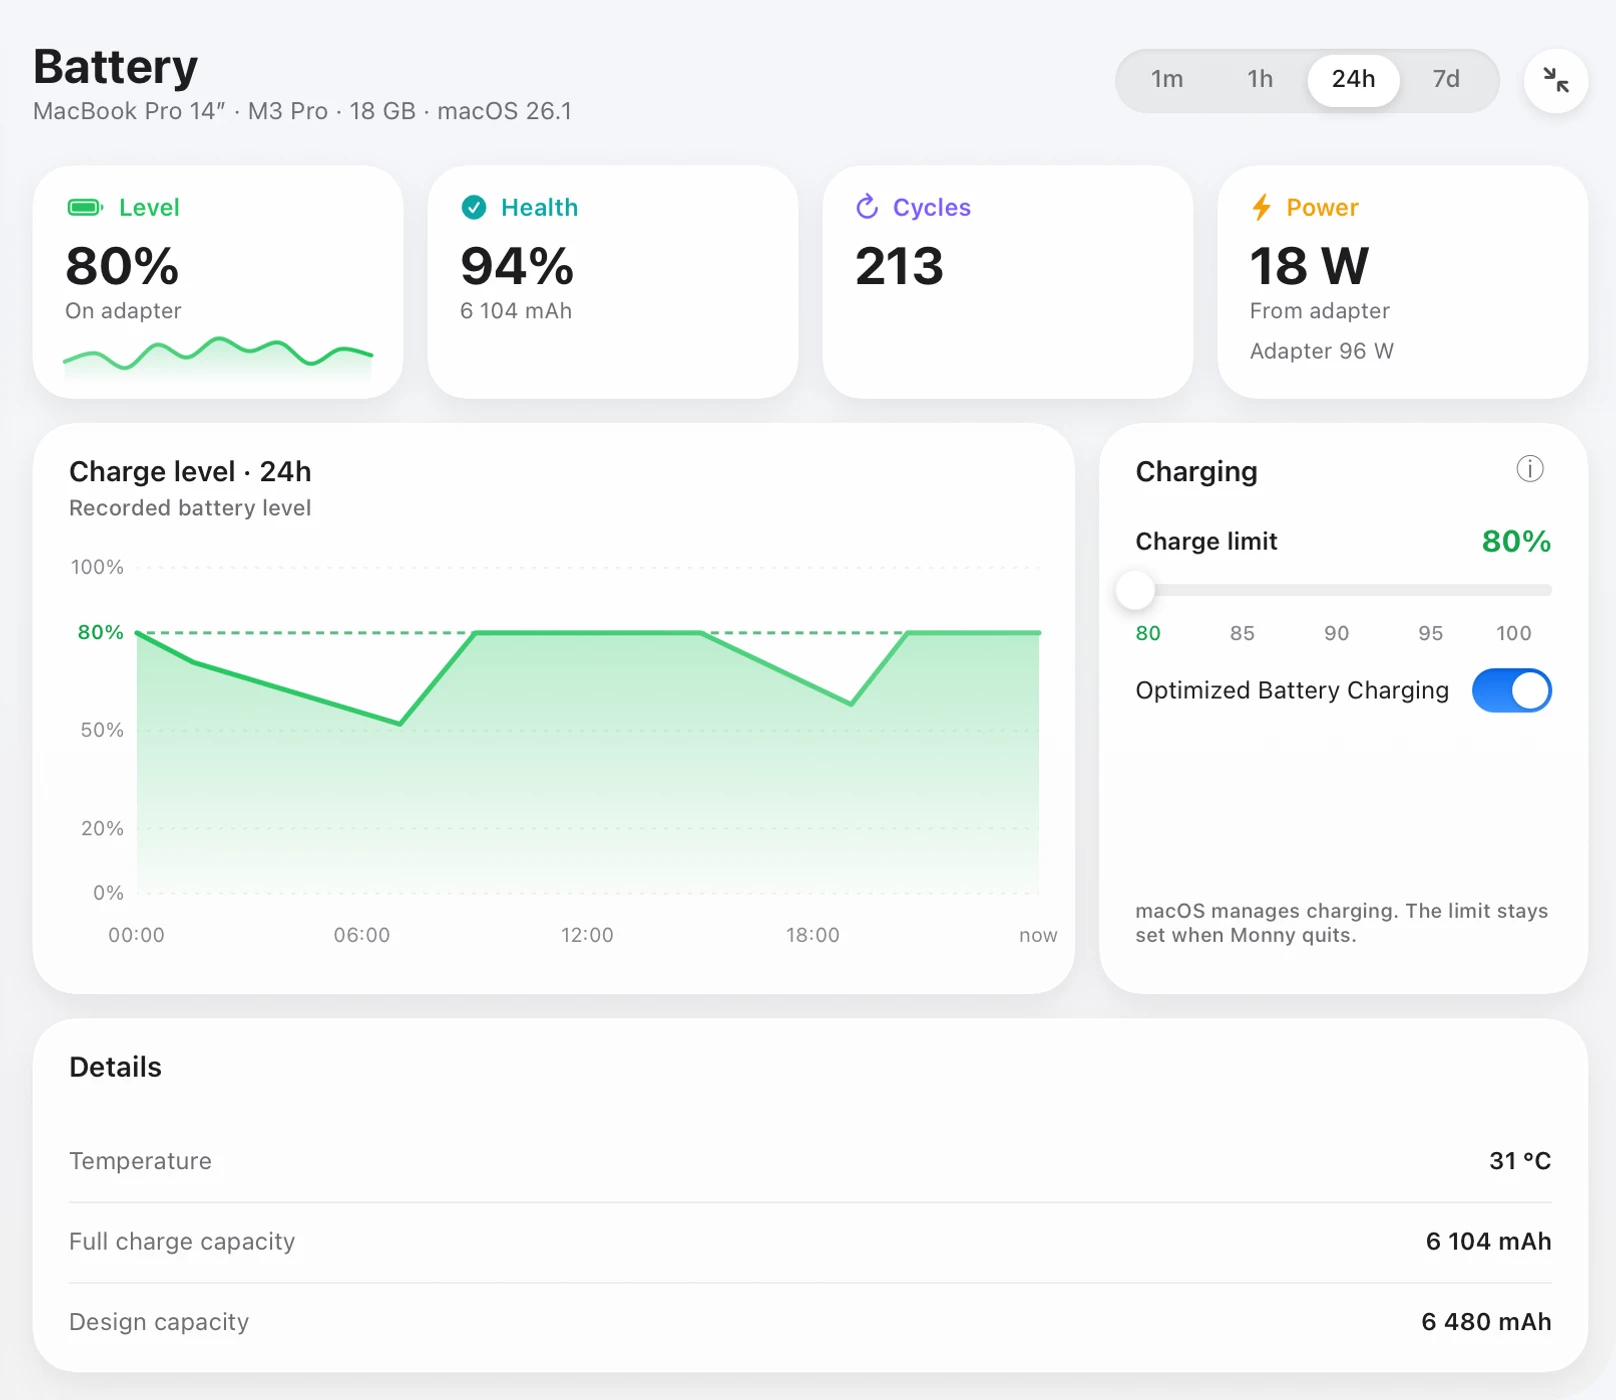 Battery
MacBook Pro 14″ · M3 Pro · 18 GB · macOS 26.1
1m
1h
24h
7d
Level
80%
On adapter
Health
94%
6 104 mAh
Cycles
213
Power
18 W
From adapter
Adapter 96 W
Charge level · 24h
Recorded battery level
100%
80%
50%
20%
0%
00:00
06:00
12:00
18:00
now
Charging
Charge limit
80%
80
85
90
95
100
Optimized Battery Charging
macOS manages charging. The limit stays
set when Monny quits.
Details
Temperature
31 °C
Full charge capacity
6 104 mAh
Design capacity
6 480 mAh